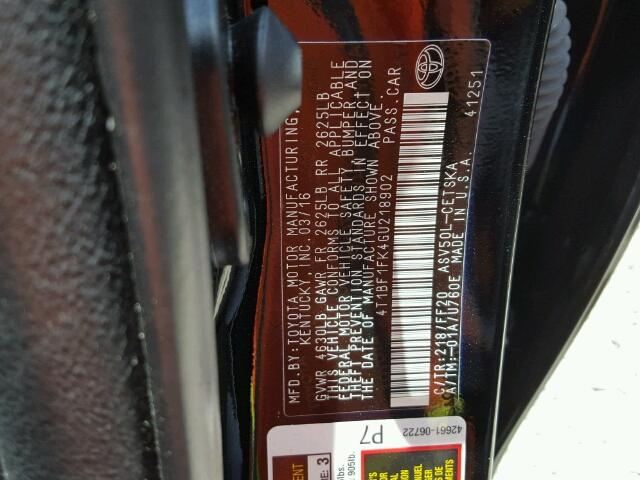 MFD.BY:TOYOTA MOTOR MANUFACTURING,
KENTUCKY, INC. 03/16
GVWR 4630LB GAWR FR 2625LB RR 2625LB
THIS VEHICLE CONFORMS TO ALL APPLICABLE
FEDERAL MOTOR VEHICLE SAFETY, BUMPER AND
THEFT PREVENTION STANDARDS IN EFFECT ON
THE DATE OF MANUFACTURE SHOWN ABOVE.
4T1BF1FK4GU218902 PASS.CAR
C/TR:218/FF20 ASV50L-CETSKA
A/TM:-01A/U760E MADE IN U.S.A. 41251
42661-06722
P7
3
905lb.